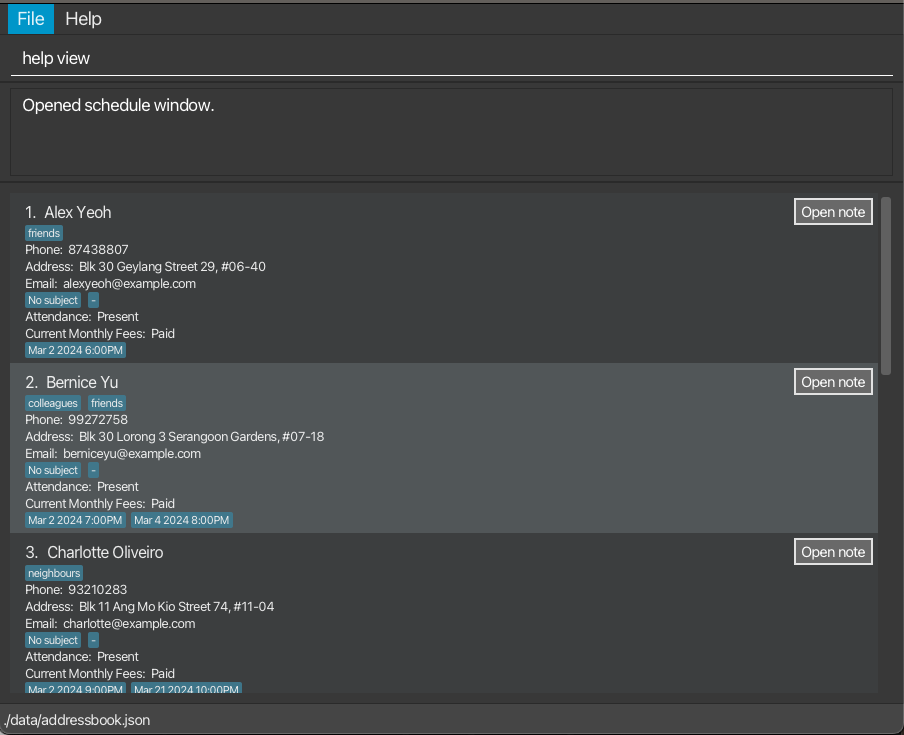 File Help
help view
Opened schedule window.
1. Alex Yeoh Open note
friends
Phone: 87438807
Address: Blk 30 Geylang Street 29, #06-40
Email: alexyeoh@example.com
No subject -
Attendance: Present
Current Monthly Fees: Paid
Mar 2 2024 6:00PM
2. Bernice Yu Open note
colleagues friends
Phone: 99272758
Address: Blk 30 Lorong 3 Serangoon Gardens, #07-18
Email: berniceyu@example.com
No subject -
Attendance: Present
Current Monthly Fees: Paid
Mar 2 2024 7:00PM Mar 4 2024 8:00PM
3. Charlotte Oliveiro Open note
neighbours
Phone: 93210283
Address: Blk 11 Ang Mo Kio Street 74, #11-04
Email: charlotte@example.com
No subject -
Attendance: Present
Current Monthly Fees: Paid
Mar 2 2024 9:00PM Mar 21 2024 10:00PM
./data/addressbook.json